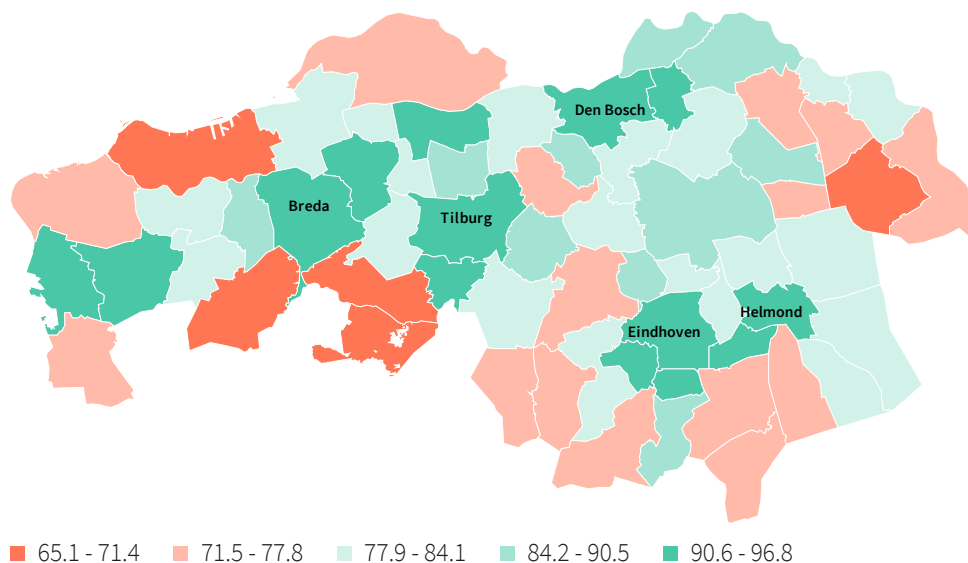 Den Bosch
Breda
Tilburg
Helmond
Eindhoven
65.1 - 71.4 71.5 - 77.8 77.9 - 84.1 84.2 - 90.5 90.6 - 96.8